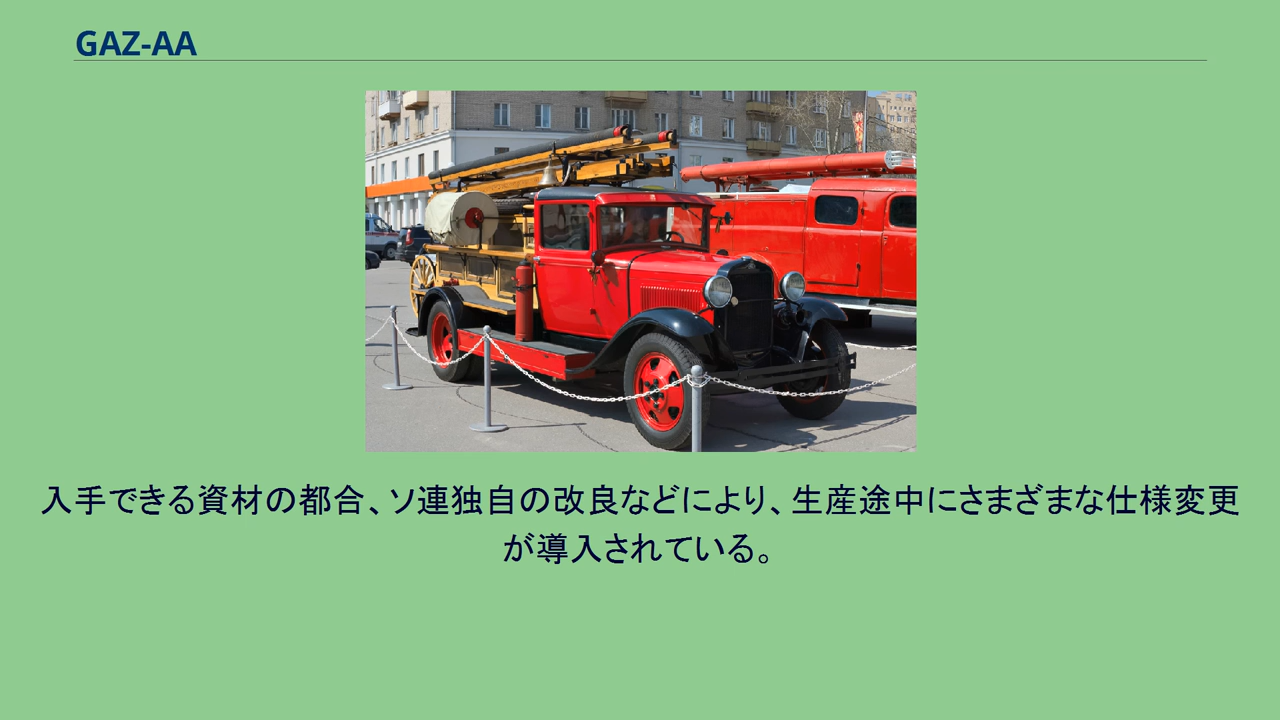 GAZ-AA
入手できる資材の都合、ソ連独自の改良などにより、生産途中にさまざまな仕様変更
が導入されている。